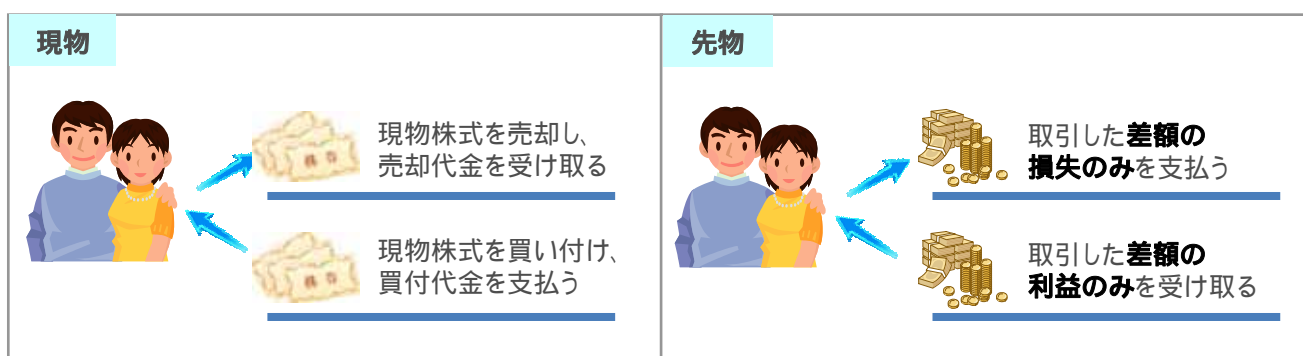 現物
現物株式を売却し、
売却代金を受け取る
現物株式を買い付け、
買付代金を支払う
先物
取引した差額の
損失のみを支払う
取引した差額の
利益のみを受け取る